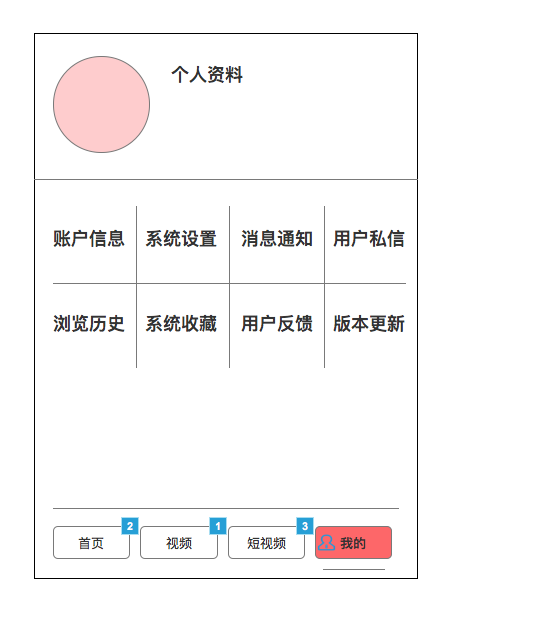 个人资料
账户信息 系统设置 消息通知 用户私信
浏览历史 系统收藏 用户反馈 版本更新
2 1 3
首页 视频 短视频 我的